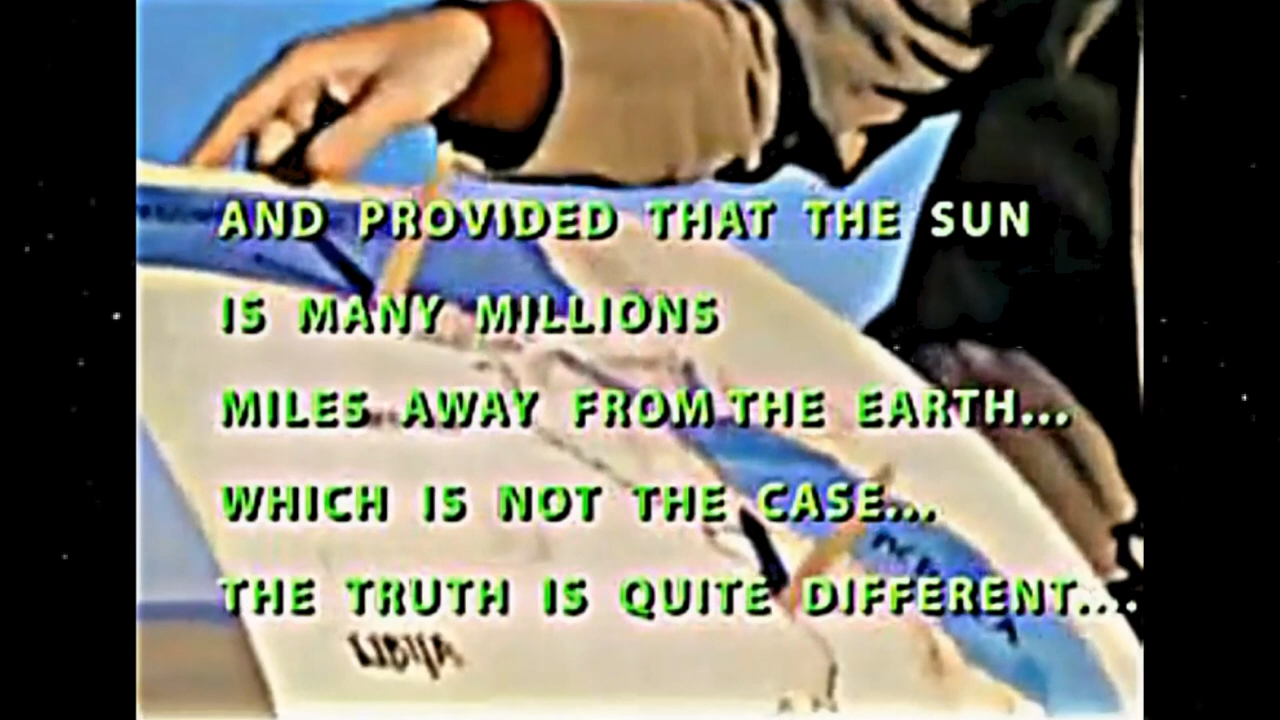 AND PROVIDED THAT THE SUN
IS MANY MILLIONS
MILES AWAY FROM THE EARTH...
WHICH IS NOT THE CASE...
THE TRUTH IS QUITE DIFFERENT....
LIBIJA